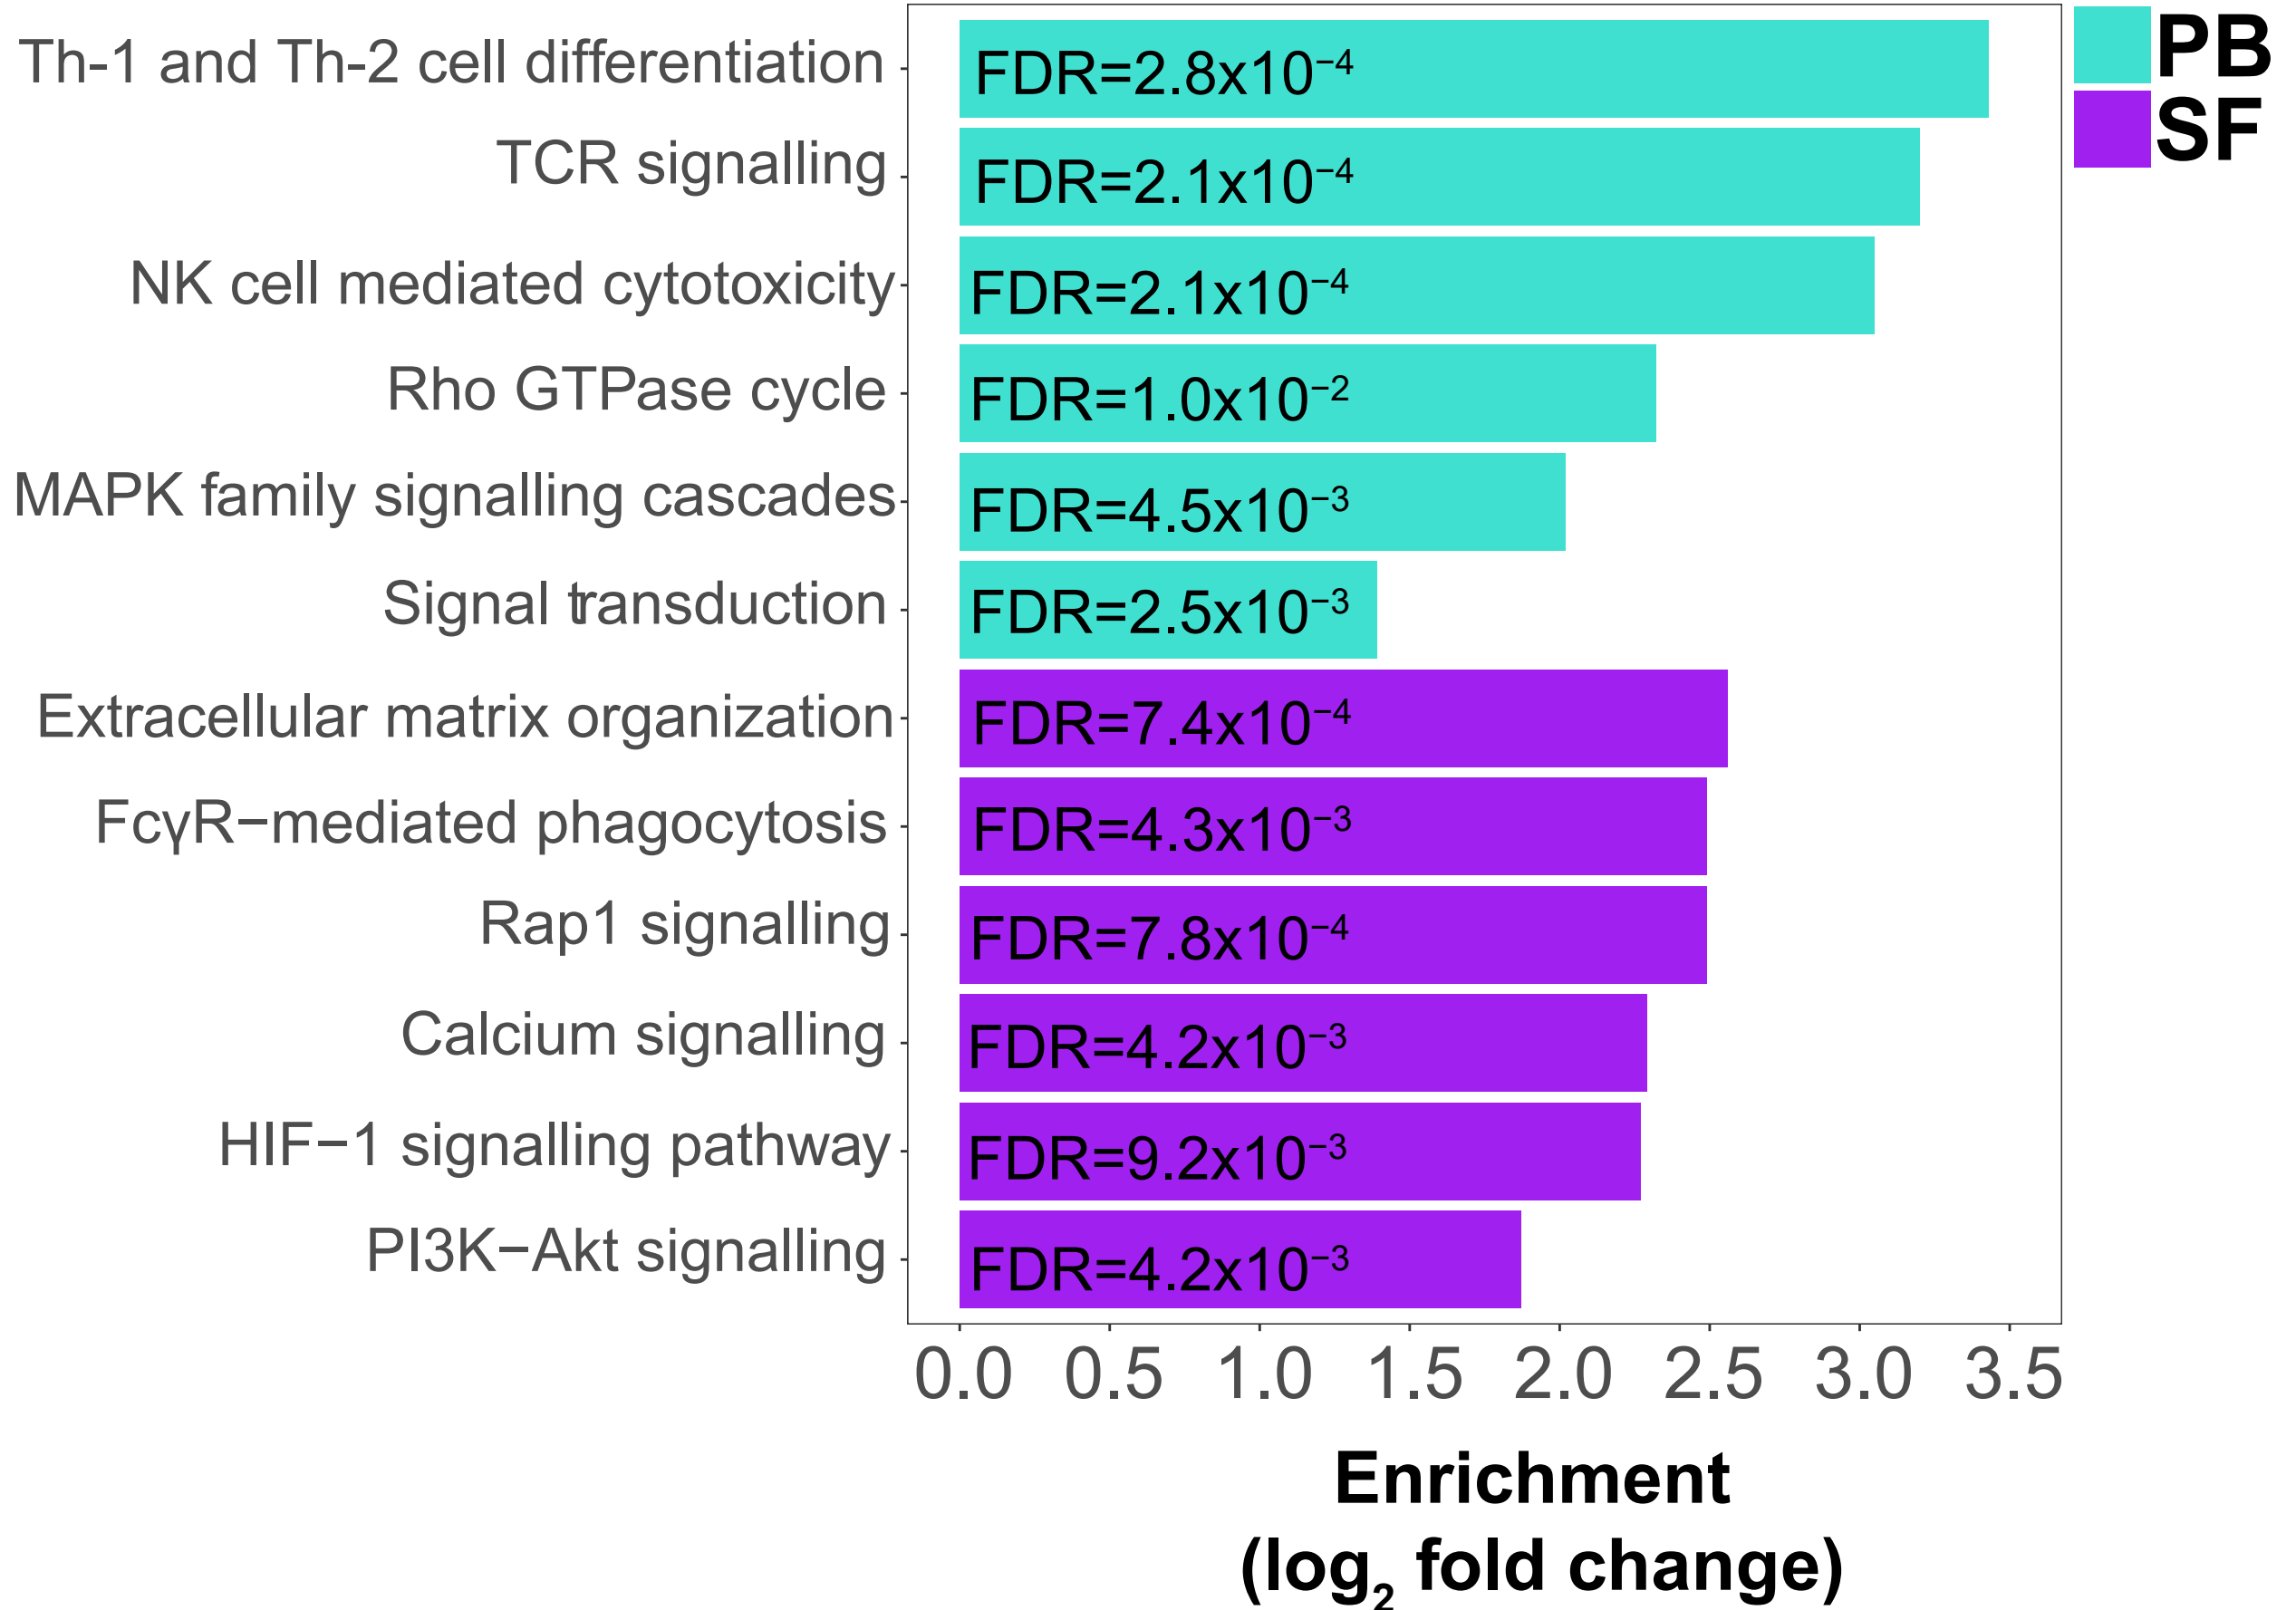 Th-1 and Th-2 cell differentiation FDR=2.8x10⁻⁴
TCR signalling FDR=2.1x10⁻⁴
NK cell mediated cytotoxicity FDR=2.1x10⁻⁴
Rho GTPase cycle FDR=1.0x10⁻²
MAPK family signalling cascades FDR=4.5x10⁻³
Signal transduction FDR=2.5x10⁻³
Extracellular matrix organization FDR=7.4x10⁻⁴
FcγR−mediated phagocytosis FDR=4.3x10⁻³
Rap1 signalling FDR=7.8x10⁻⁴
Calcium signalling FDR=4.2x10⁻³
HIF−1 signalling pathway FDR=9.2x10⁻³
PI3K−Akt signalling FDR=4.2x10⁻³
0.0 0.5 1.0 1.5 2.0 2.5 3.0 3.5
Enrichment
(log₂ fold change)
PB
SF